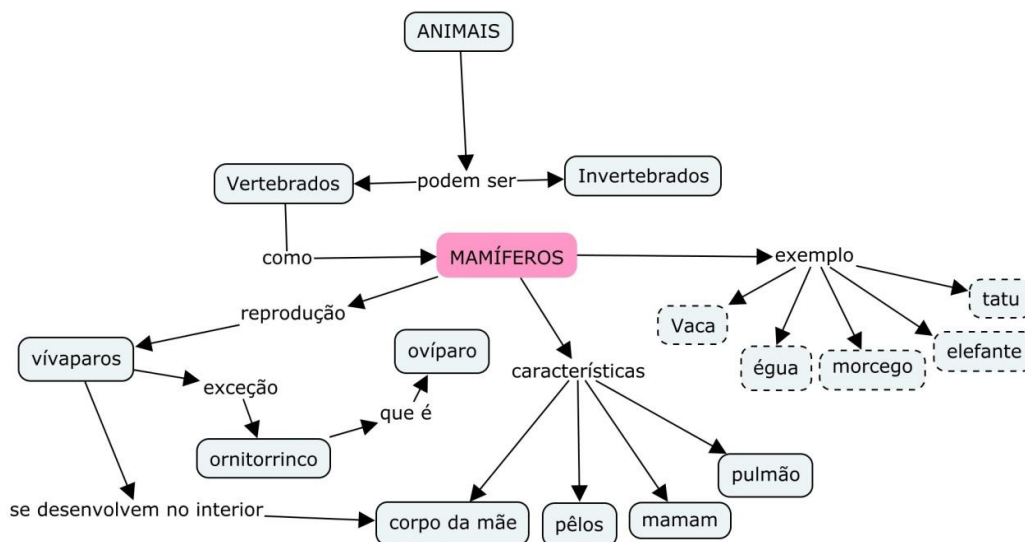 ANIMAIS
podem ser
Vertebrados
Invertebrados
como
MAMÍFEROS
exemplo
tatu
Vaca
elefante
égua
morcego
reprodução
vívaparos
exceção
ornitorrinco
que é
ovíparo
características
pulmão
se desenvolvem no interior
corpo da mãe
pêlos
mamam